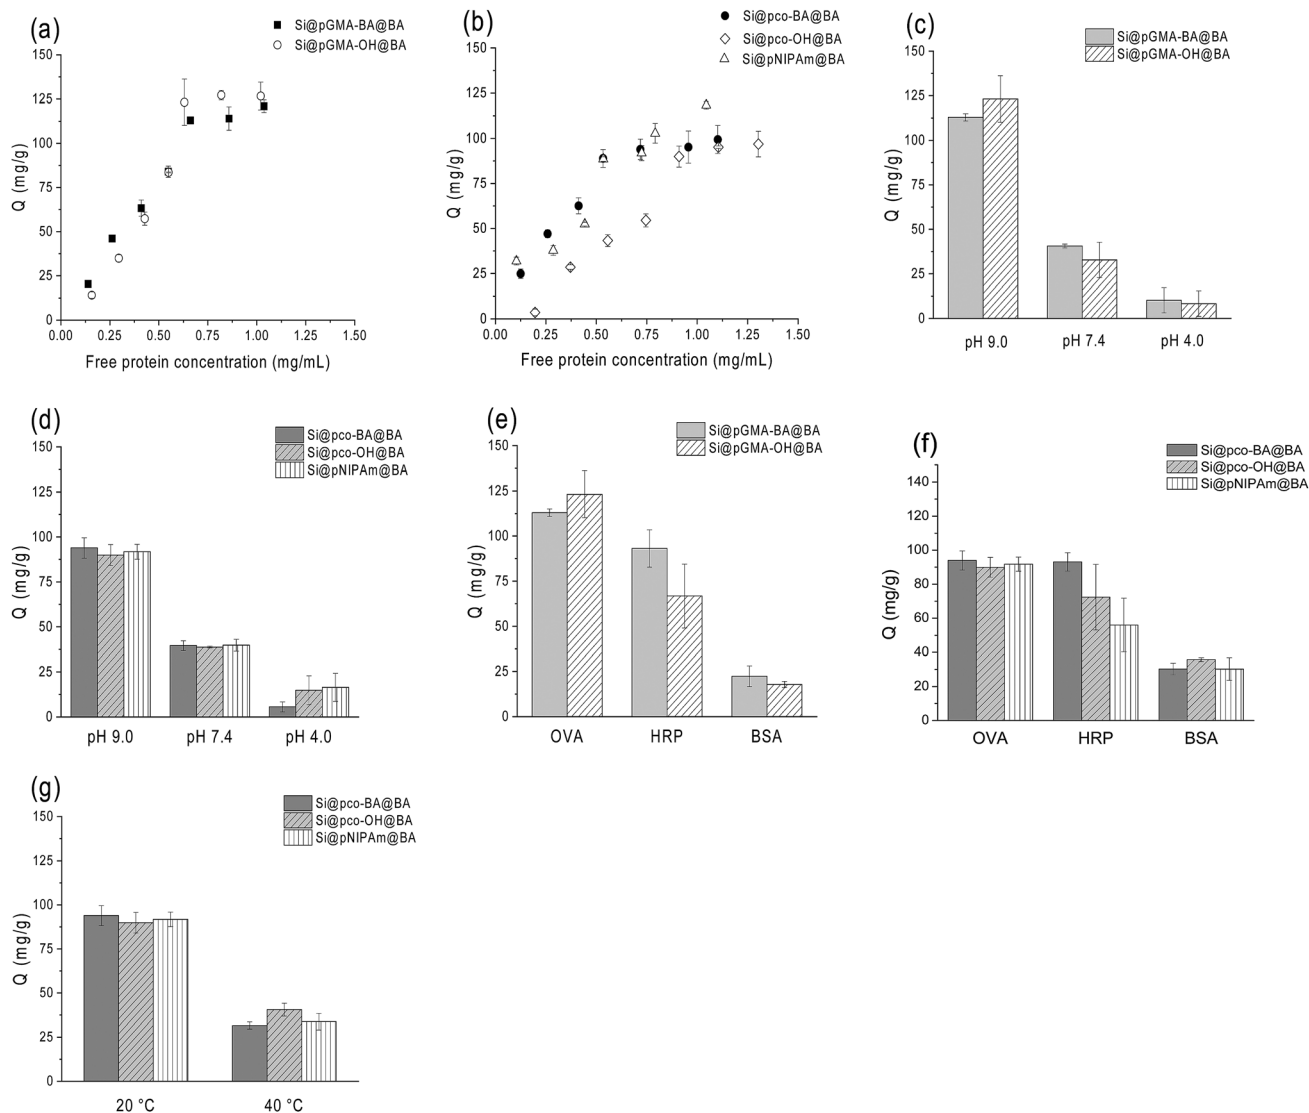 (a)
Si@pGMA-BA@BA
Si@pGMA-OH@BA
150
125
100
75
50
25
0
Q (mg/g)
0.00 0.25 0.50 0.75 1.00 1.25 1.50
Free protein concentration (mg/mL)
(b)
Si@pco-BA@BA
Si@pco-OH@BA
Si@pNIPAm@BA
150
125
100
75
50
25
0
Q (mg/g)
0.00 0.25 0.50 0.75 1.00 1.25 1.50
Free protein concentration (mg/mL)
(c)
Si@pGMA-BA@BA
Si@pGMA-OH@BA
150
125
100
75
50
25
0
Q (mg/g)
pH 9.0 pH 7.4 pH 4.0
(d)
Si@pco-BA@BA
Si@pco-OH@BA
Si@pNIPAm@BA
150
125
100
75
50
25
0
Q (mg/g)
pH 9.0 pH 7.4 pH 4.0
(e)
Si@pGMA-BA@BA
Si@pGMA-OH@BA
150
125
100
75
50
25
0
Q (mg/g)
OVA HRP BSA
(f)
Si@pco-BA@BA
Si@pco-OH@BA
Si@pNIPAm@BA
140
120
100
80
60
40
20
0
Q (mg/g)
OVA HRP BSA
(g)
Si@pco-BA@BA
Si@pco-OH@BA
Si@pNIPAm@BA
150
125
100
75
50
25
0
Q (mg/g)
20 °C 40 °C